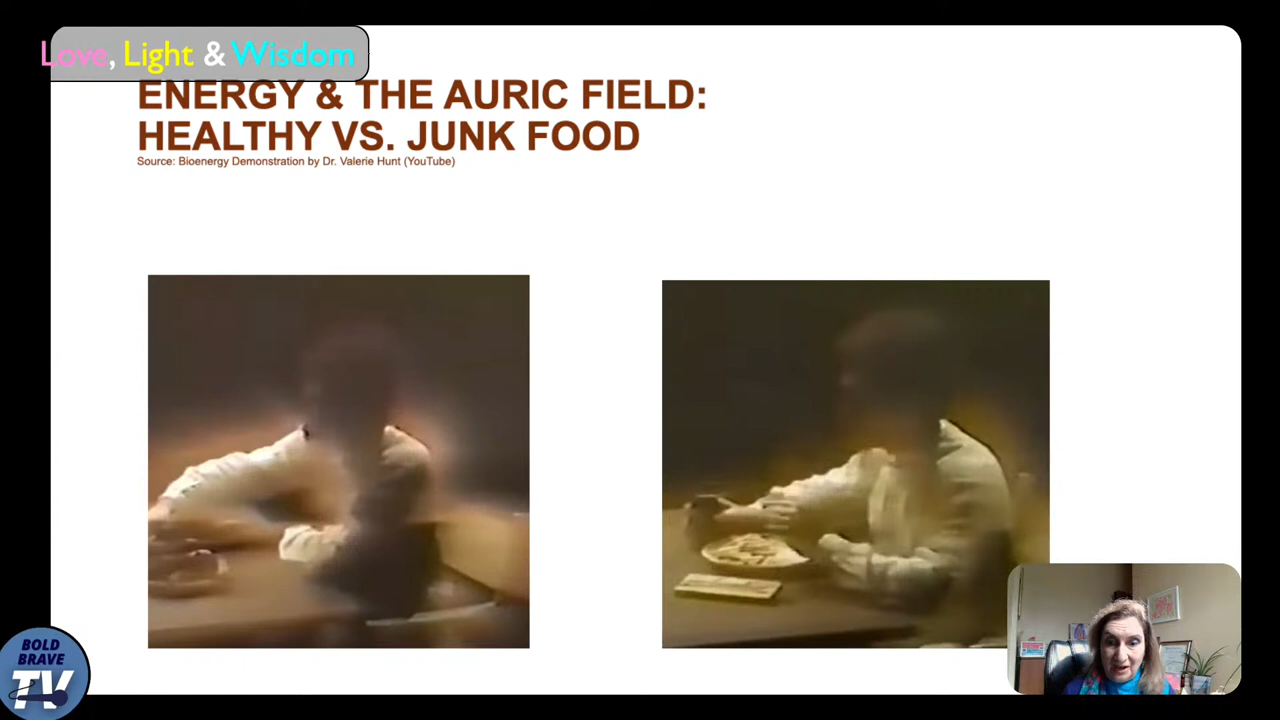 Love, Light & Wisdom
ENERGY & THE AURIC FIELD:
HEALTHY VS. JUNK FOOD
Source: Bioenergy Demonstration by Dr. Valerie Hunt (YouTube)
BOLD
BRAVE
TV